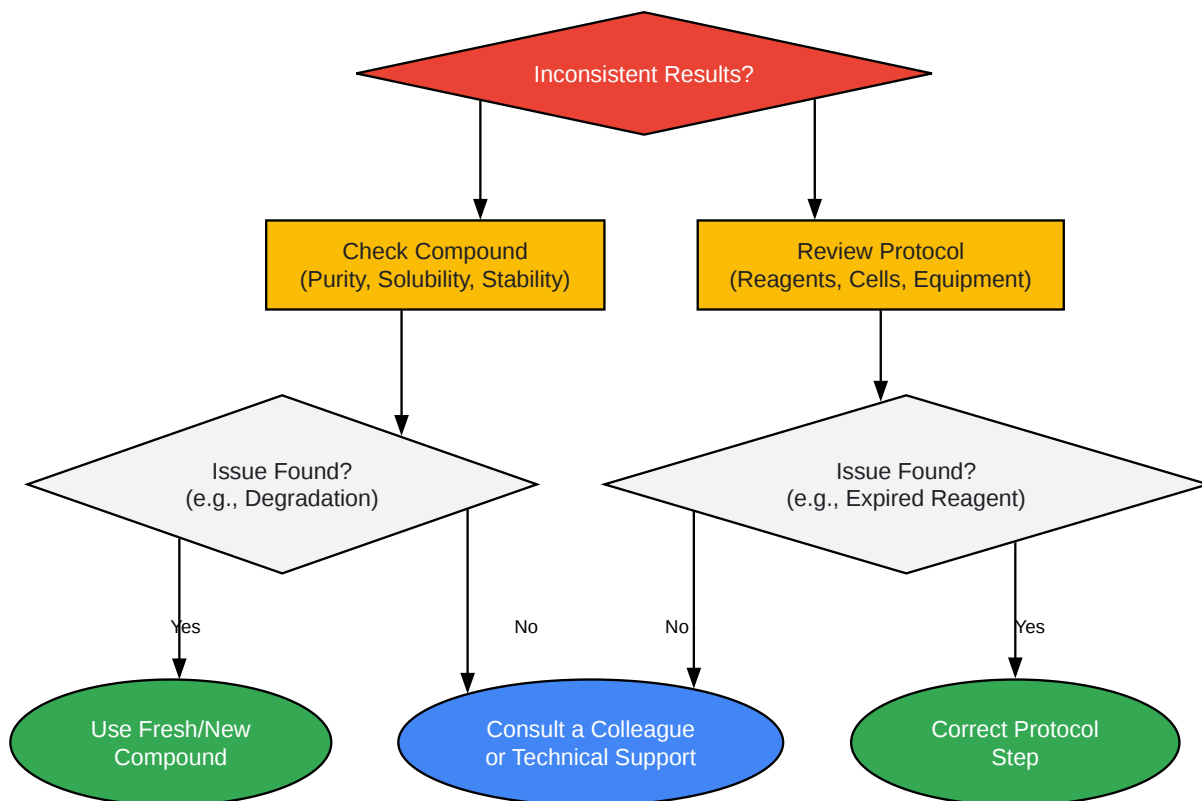 Inconsistent Results?
Check Compound
(Purity, Solubility, Stability)
Review Protocol
(Reagents, Cells, Equipment)
Issue Found?
(e.g., Degradation)
Issue Found?
(e.g., Expired Reagent)
Yes
No
No
Yes
Use Fresh/New
Compound
Consult a Colleague
or Technical Support
Correct Protocol
Step